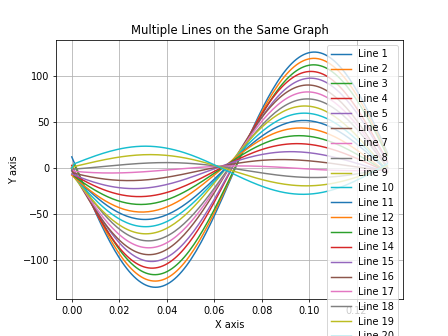 Multiple Lines on the Same Graph
Y axis
100
50
0
−50
−100
0.00
0.02
0.04
0.06
0.08
0.10
X axis
Line 1
Line 2
Line 3
Line 4
Line 5
Line 6
Line 7
Line 8
Line 9
Line 10
Line 11
Line 12
Line 13
Line 14
Line 15
Line 16
Line 17
Line 18
Line 19
Line 20